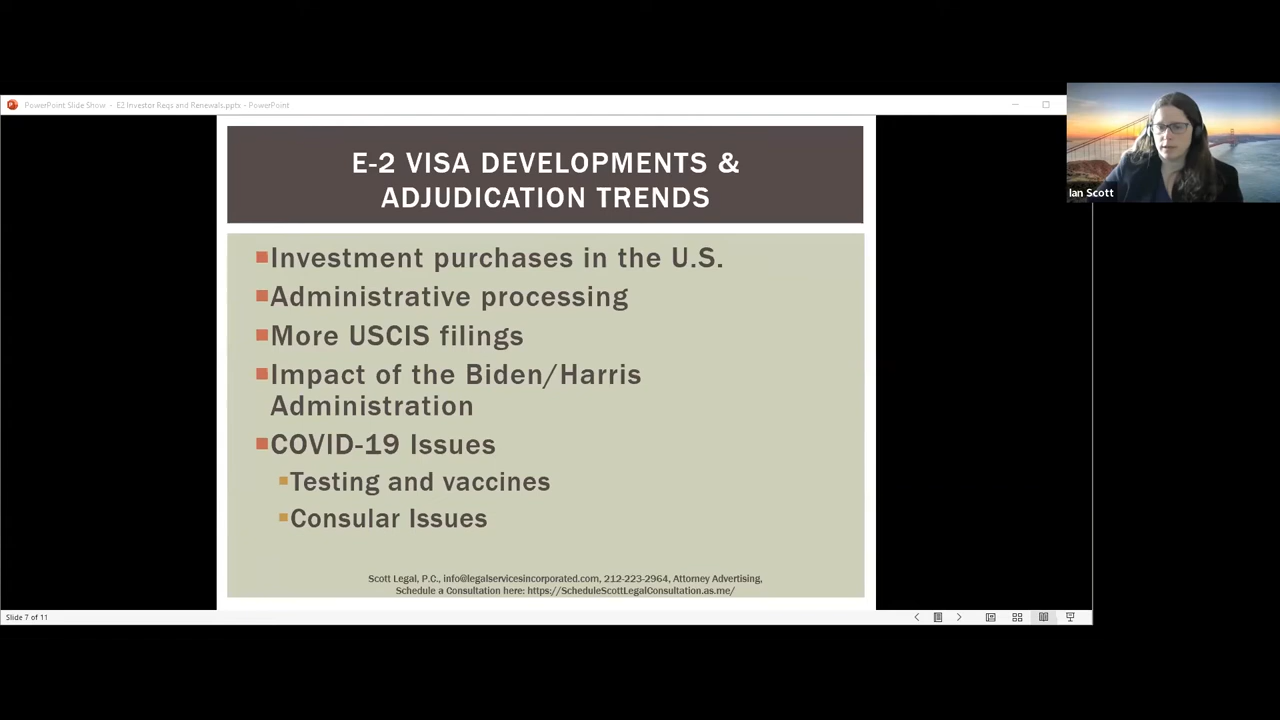 PowerPoint Slide Show - E2 Investor Reqs and Renewals.pptx - PowerPoint
E-2 VISA DEVELOPMENTS &
ADJUDICATION TRENDS
Investment purchases in the U.S.
Administrative processing
More USCIS filings
Impact of the Biden/Harris
Administration
COVID-19 Issues
Testing and vaccines
Consular Issues
Scott Legal, P.C., info@legalservicesincorporated.com, 212-223-2964, Attorney Advertising,
Schedule a Consultation here: https://ScheduleScottLegalConsultation.as.me/
Slide 7 of 11
Ian Scott